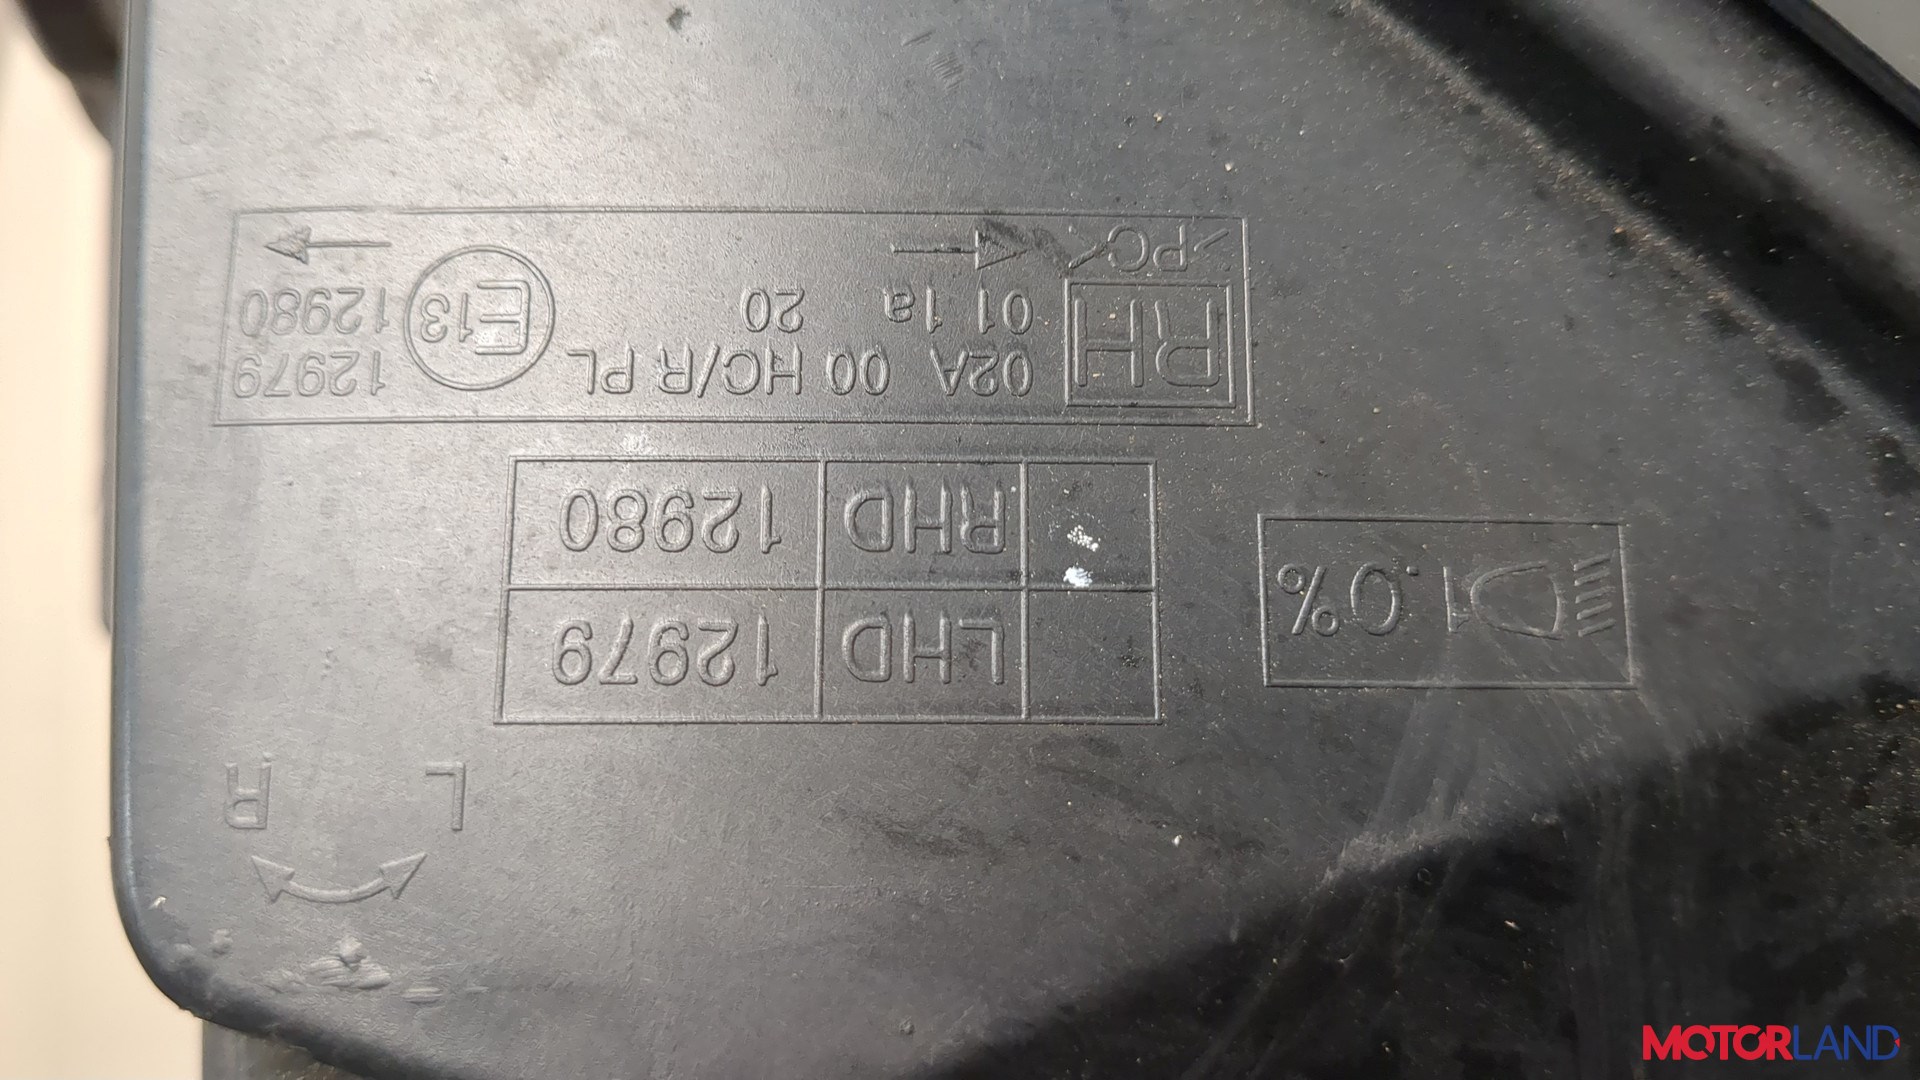 L R
1.0%
LHD 12979
RHD 12980
RH 02A 00 HC/R PL E13 12979
01 1a 20 12980
>PC<
MOTORLAND